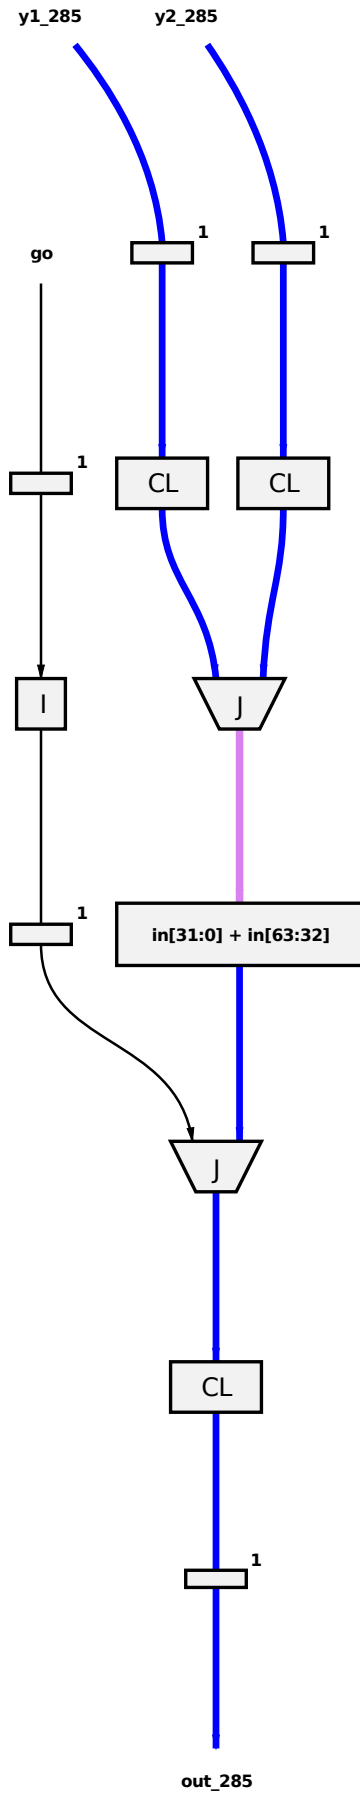 y1_285 y2_285
1 1
go
1
CL CL
I
J
1
in[31:0] + in[63:32]
J
CL
1
out_285